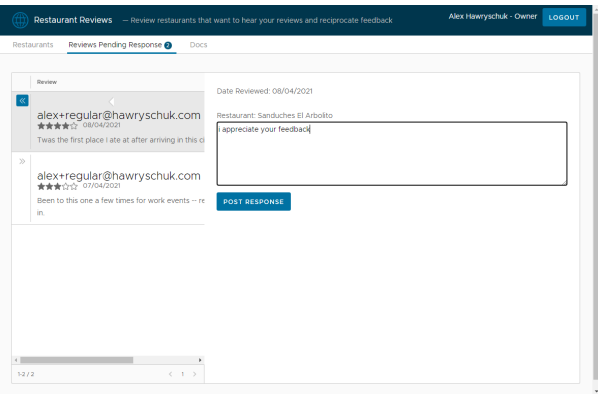 Restaurant Reviews — Review restaurants that want to hear your reviews and reciprocate feedback Alex Hawryschuk - Owner LOGOUT
Restaurants Reviews Pending Response 2 Docs
Review
alex+regular@hawryschuk.com
08/04/2021
Twas the first place I ate at after arriving in this ci
alex+regular@hawryschuk.com
07/04/2021
Been to this one a few times for work events -- re
in.
1-2 / 2 1
Date Reviewed: 08/04/2021
Restaurant: Sanduches El Arbolito
i appreciate your feedback
POST RESPONSE